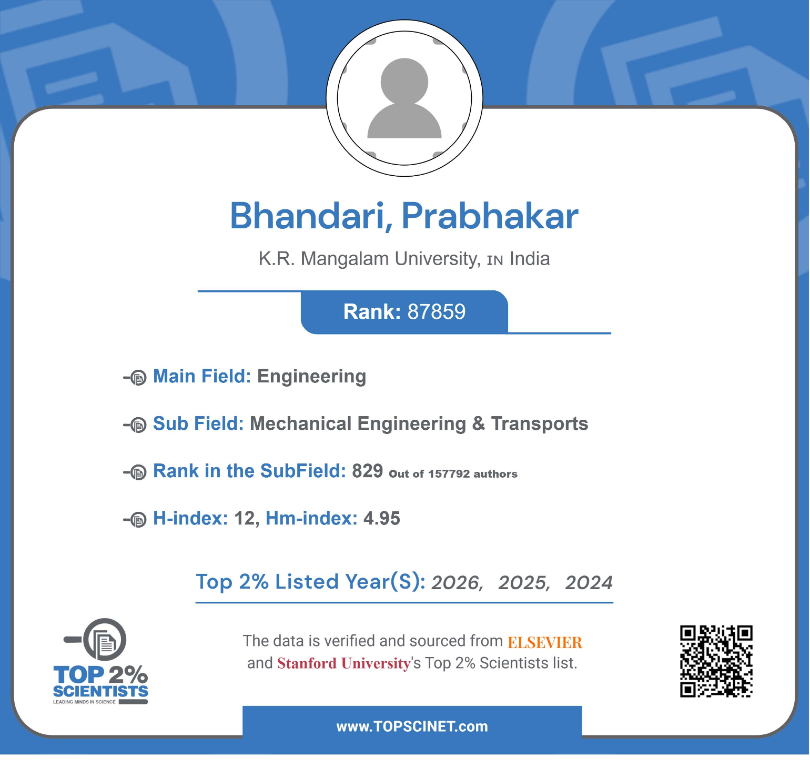 Bhandari, Prabhakar
K.R. Mangalam University, IN India
Rank: 87859
Main Field: Engineering
Sub Field: Mechanical Engineering & Transports
Rank in the SubField: 829 Out of 157792 authors
H-index: 12, Hm-index: 4.95
Top 2% Listed Year(S): 2026, 2025, 2024
The data is verified and sourced from ELSEVIER
and Stanford University's Top 2% Scientists list.
TOP 2%
SCIENTISTS
LEADING MINDS IN SCIENCE
www.TOPSCINET.com